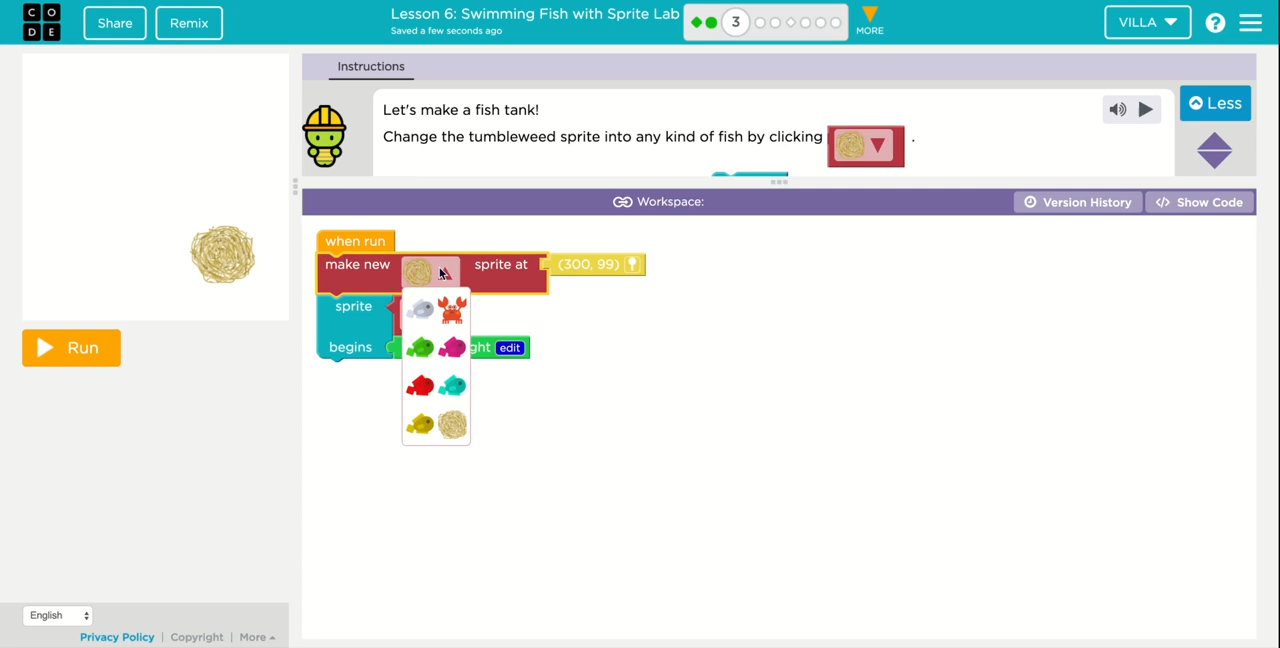 C O
D E
Share
Remix
Lesson 6: Swimming Fish with Sprite Lab
Saved a few seconds ago
3
MORE
VILLA
?
Instructions
Let's make a fish tank!
Change the tumbleweed sprite into any kind of fish by clicking .
Less
Workspace:
Version History
Show Code
when run
make new sprite at (300, 99)
sprite
begins ght edit
Run
English
Privacy Policy | Copyright | More